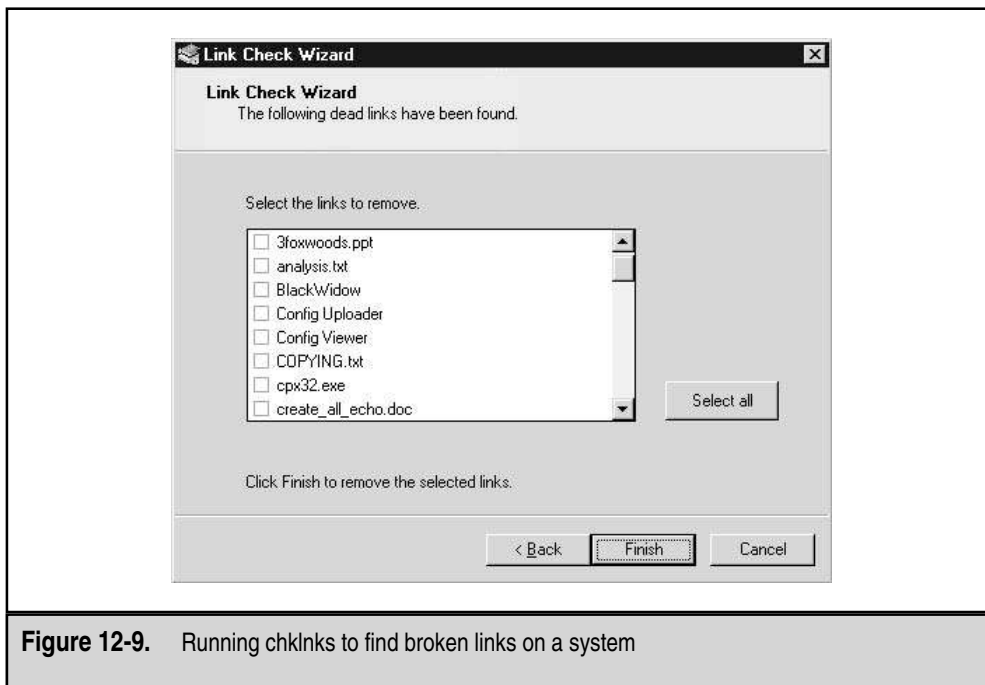 Link Check Wizard
Link Check Wizard
The following dead links have been found.
Select the links to remove.
3foxwoods.ppt
analysis.txt
BlackWidow
Config Uploader
Config Viewer
COPYING.txt
cpx32.exe
create_all_echo.doc
Select all
Click Finish to remove the selected links.
< Back
Finish
Cancel
Figure 12-9. Running chklnks to find broken links on a system